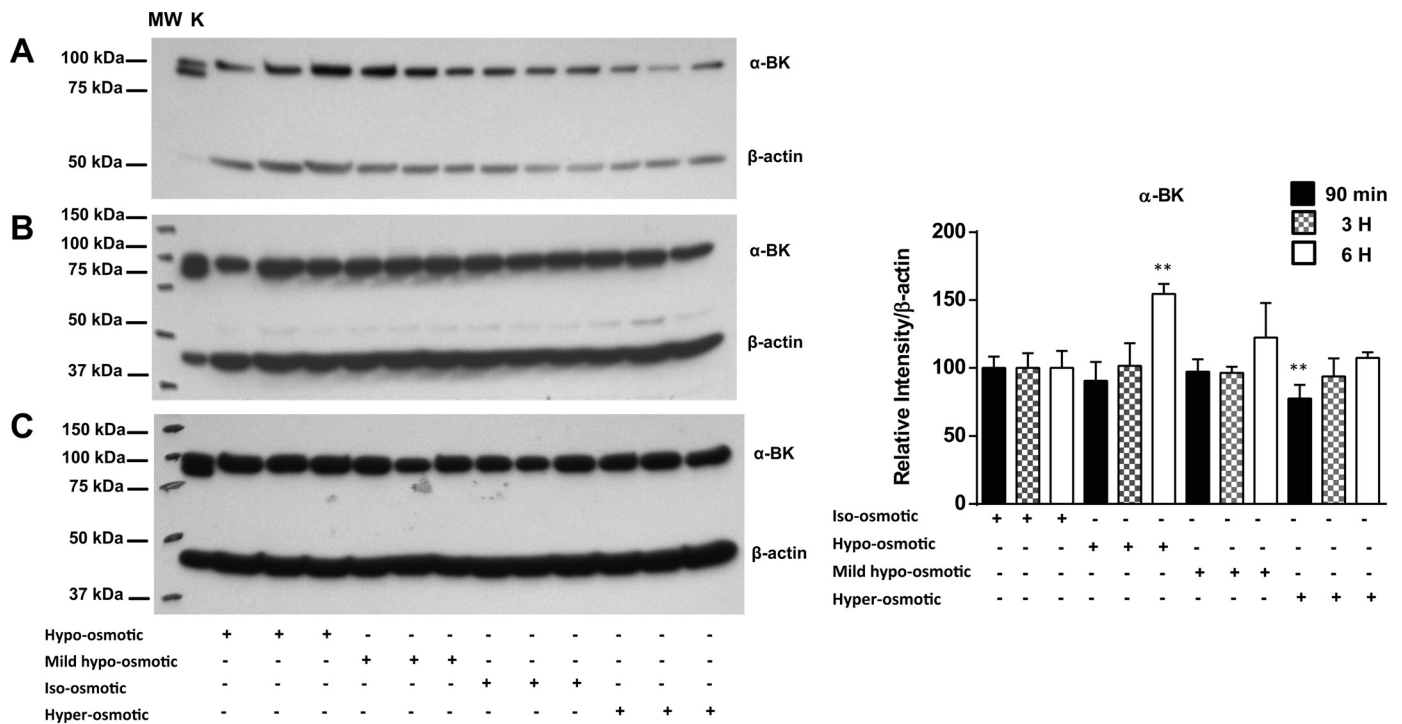 MW K
A
100 kDa
75 kDa
50 kDa
α-BK
β-actin
B
150 kDa
100 kDa
75 kDa
50 kDa
37 kDa
α-BK
β-actin
C
150 kDa
100 kDa
75 kDa
50 kDa
37 kDa
α-BK
β-actin
Hypo-osmotic + + + - - - - - - - - -
Mild hypo-osmotic - - - + + + - - - - - -
Iso-osmotic - - - - - - + + + - - -
Hyper-osmotic - - - - - - - - - + + +
α-BK
90 min
3 H
6 H
Relative Intensity/β-actin
200
150
100
50
0
**
**
Iso-osmotic + + + - - - - - - - - -
Hypo-osmotic - - - + + + - - - - - -
Mild hypo-osmotic - - - - - - + + + - - -
Hyper-osmotic - - - - - - - - - + + +